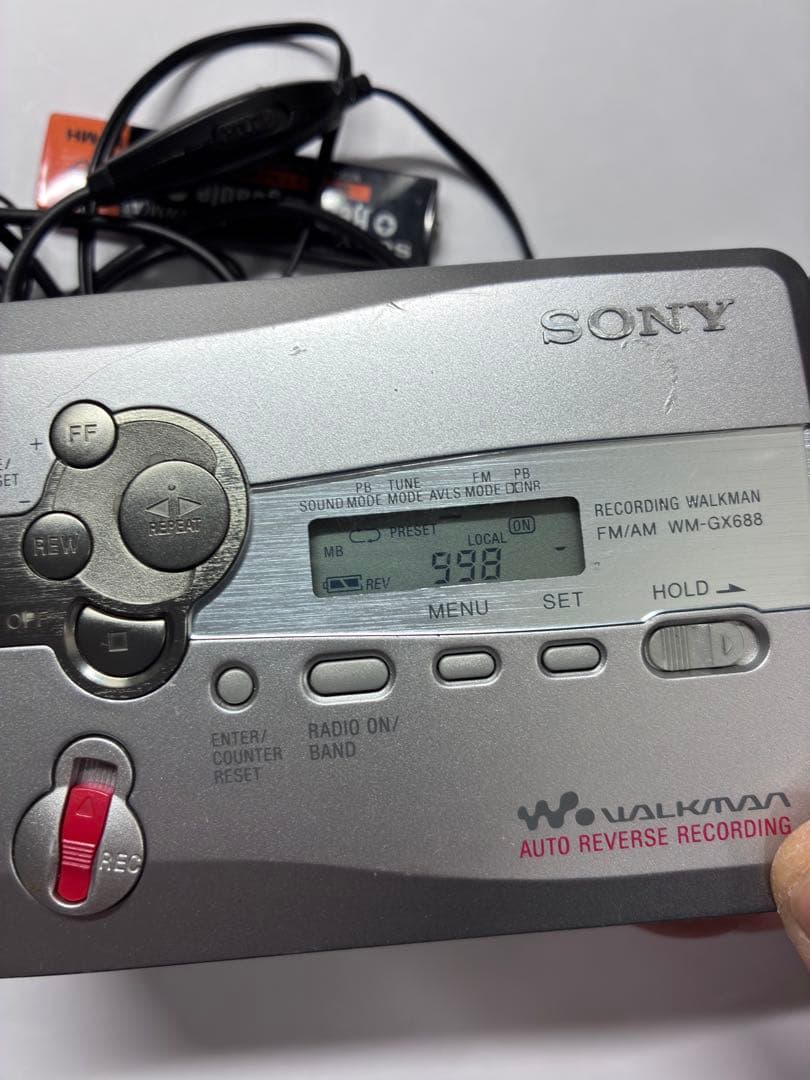 SONY
FF
+
-
REW
REPEAT
OFF
PB TUNE FM PB
SOUND MODE MODE AVLS MODE NR
MB PRESET LOCAL ON
REV 998
RECORDING WALKMAN
FM/AM WM-GX688
MENU
SET
HOLD
ENTER/
COUNTER
RESET
RADIO ON/
BAND
REC
WALKMAN
AUTO REVERSE RECORDING